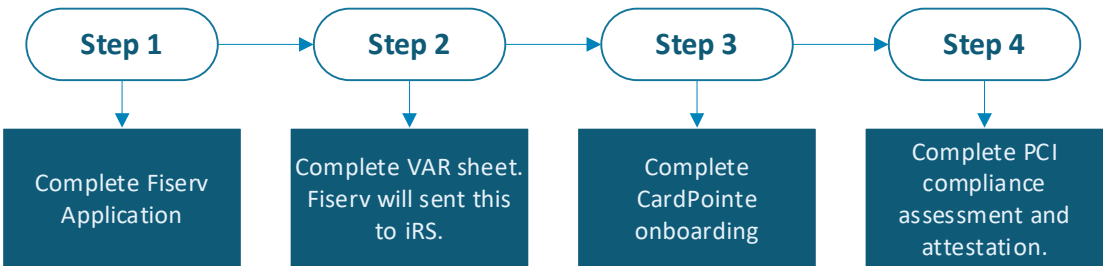 Step 1
Step 2
Step 3
Step 4
Complete Fiserv
Application
Complete VAR sheet.
Fiserv will sent this
to iRS.
Complete
CardPointe
onboarding
Complete PCI
compliance
assessment and
attestation.